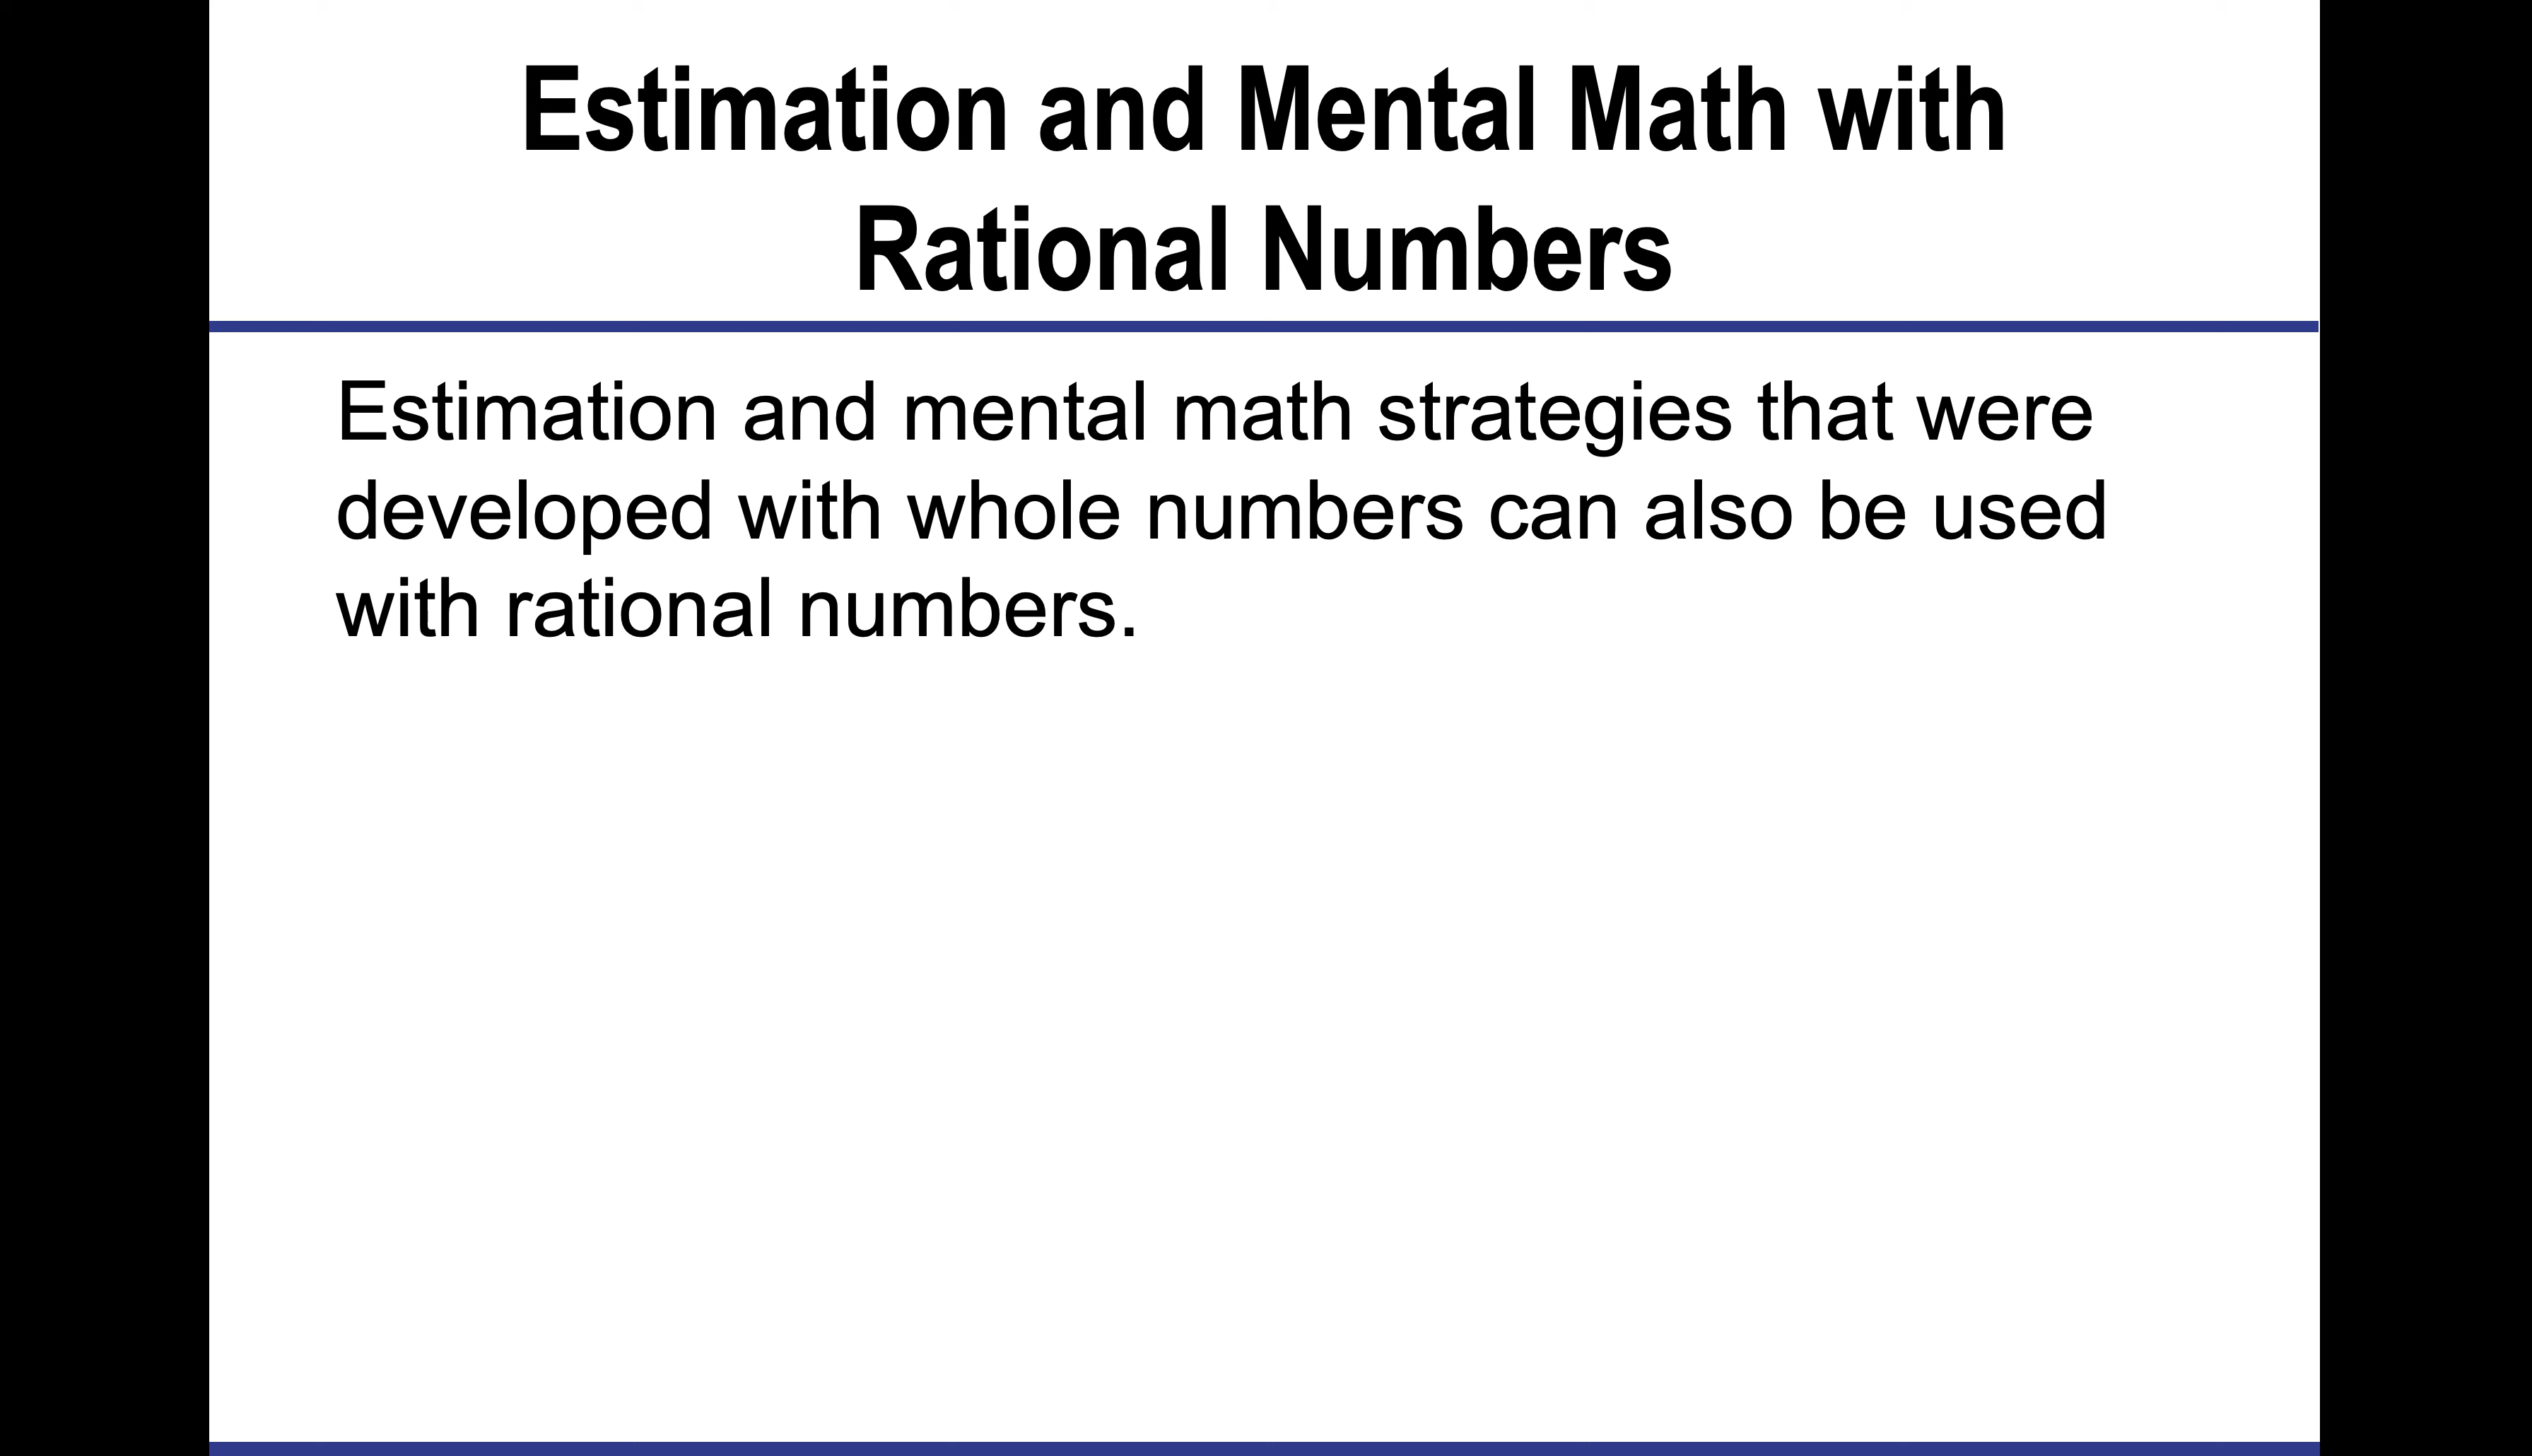 Estimation and Mental Math with
Rational Numbers
Estimation and mental math strategies that were
developed with whole numbers can also be used
with rational numbers.